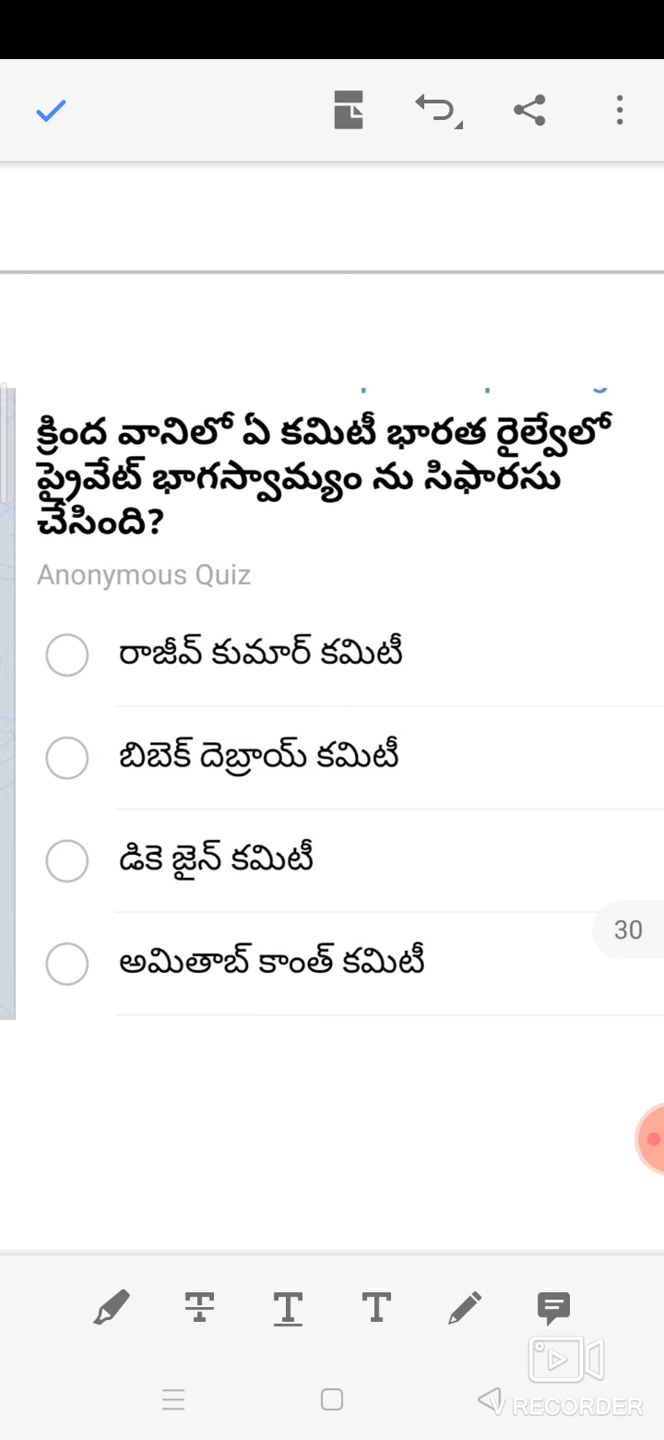 క్రింద వానిలో ఏ కమిటీ భారత రైల్వేలో
ప్రైవేట్ భాగస్వామ్యం ను సిఫారసు
చేసింది?
Anonymous Quiz
రాజీవ్ కుమార్ కమిటీ
బిబెక్ దెబ్రాయ్ కమిటీ
డికె జైన్ కమిటీ
30
అమితాబ్ కాంత్ కమిటీ
T T T
V RECORDER